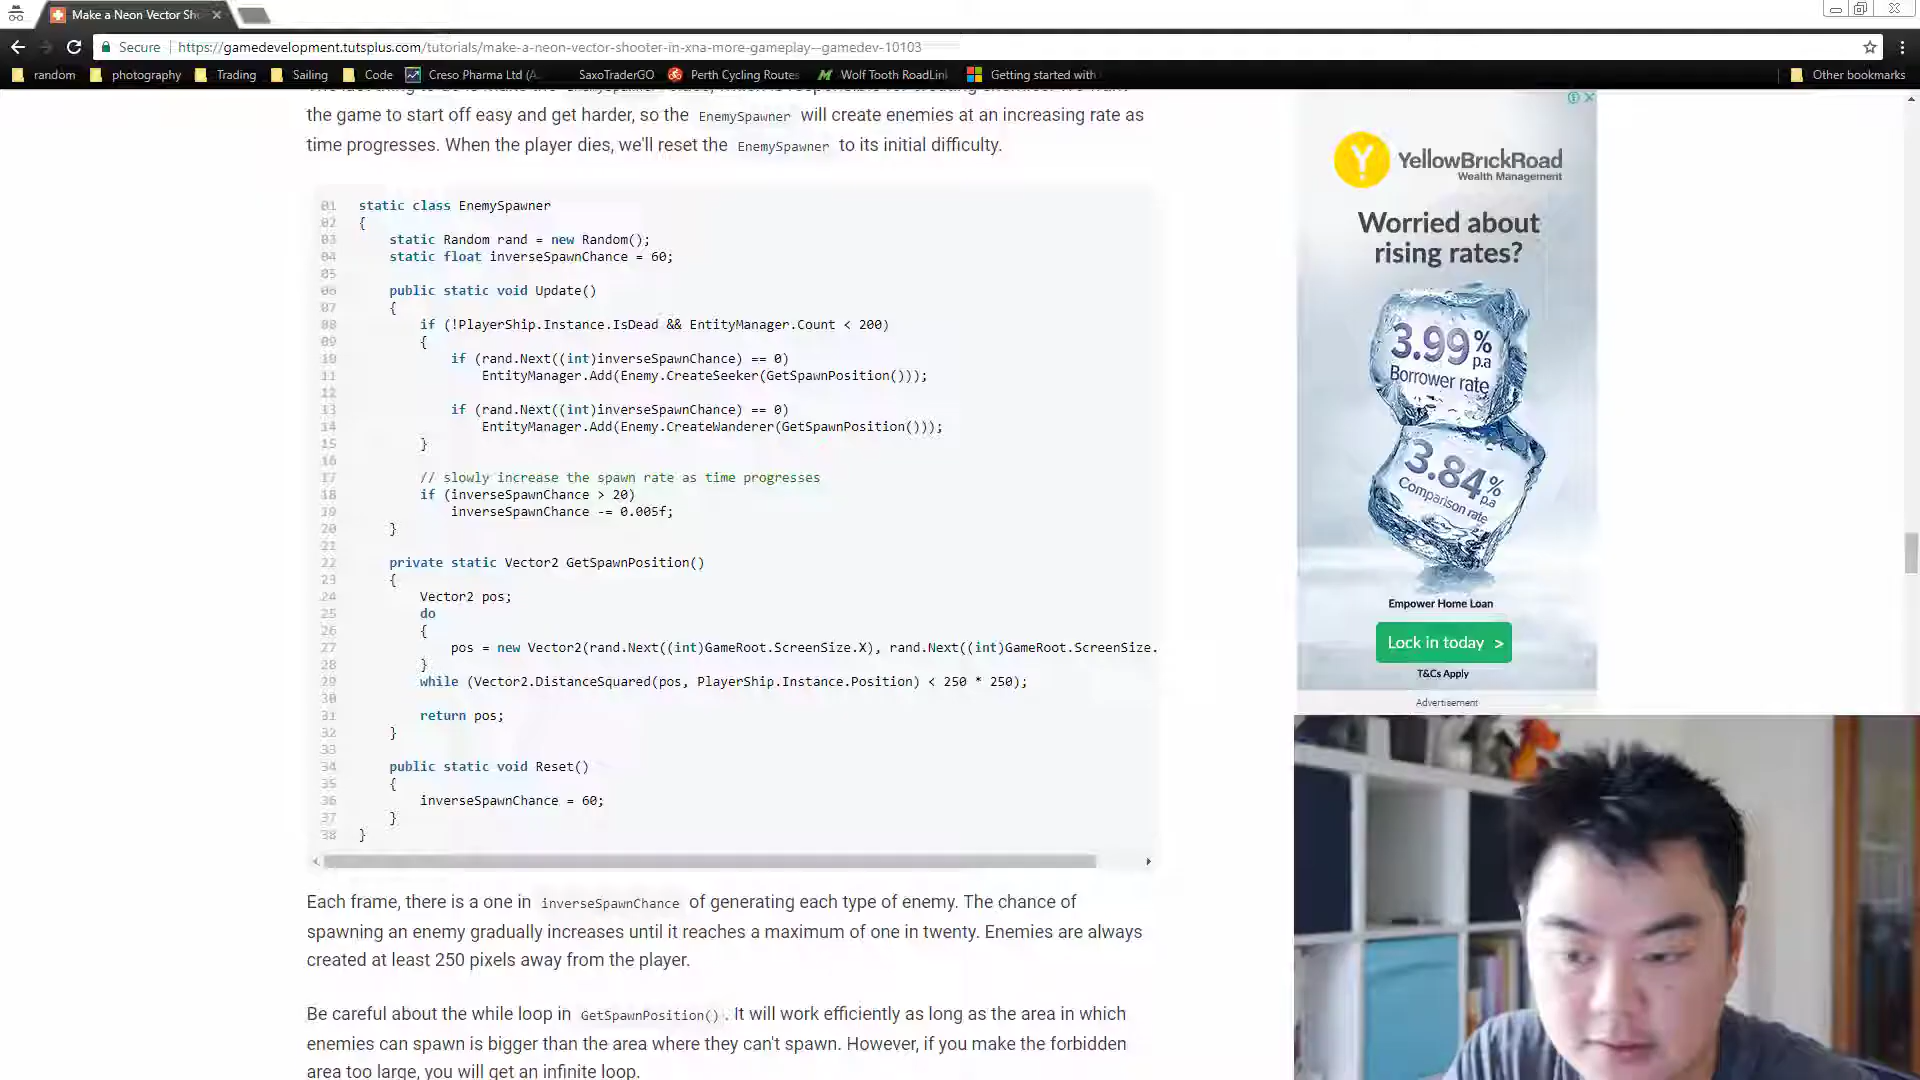 Make a Neon Vector Sh
Secure
https://gamedevelopment.tutsplus.com/tutorials/make-a-neon-vector-shooter-in-xna-more-gameplay--gamedev-10103
random photography Trading Sailing Code Creso Pharma Ltd (A SaxoTraderGO Perth Cycling Routes Wolf Tooth RoadLink Getting started with Other bookmarks
the game to start off easy and get harder, so the EnemySpawner will create enemies at an increasing rate as
time progresses. When the player dies, we'll reset the EnemySpawner to its initial difficulty.
01 static class EnemySpawner
02 {
03 static Random rand = new Random();
04 static float inverseSpawnChance = 60;
05
06 public static void Update()
07 {
08 if (!PlayerShip.Instance.IsDead && EntityManager.Count < 200)
09 {
10 if (rand.Next((int)inverseSpawnChance) == 0)
11 EntityManager.Add(Enemy.CreateSeeker(GetSpawnPosition()));
12
13 if (rand.Next((int)inverseSpawnChance) == 0)
14 EntityManager.Add(Enemy.CreateWanderer(GetSpawnPosition()));
15 }
16
17 // slowly increase the spawn rate as time progresses
18 if (inverseSpawnChance > 20)
19 inverseSpawnChance -= 0.005f;
20 }
21
22 private static Vector2 GetSpawnPosition()
23 {
24 Vector2 pos;
25 do
26 {
27 pos = new Vector2(rand.Next((int)GameRoot.ScreenSize.X), rand.Next((int)GameRoot.ScreenSize.
28 }
29 while (Vector2.DistanceSquared(pos, PlayerShip.Instance.Position) < 250 * 250);
30
31 return pos;
32 }
33
34 public static void Reset()
35 {
36 inverseSpawnChance = 60;
37 }
38 }
Each frame, there is a one in inverseSpawnChance of generating each type of enemy. The chance of
spawning an enemy gradually increases until it reaches a maximum of one in twenty. Enemies are always
created at least 250 pixels away from the player.
Be careful about the while loop in GetSpawnPosition(). It will work efficiently as long as the area in which
enemies can spawn is bigger than the area where they can't spawn. However, if you make the forbidden
area too large, you will get an infinite loop.
Y YellowBrickRoad
Wealth Management
Worried about
rising rates?
3.99% p.a
Borrower rate
3.84% p.a
Comparison rate
Empower Home Loan
Lock in today >
T&Cs Apply
Advertisement